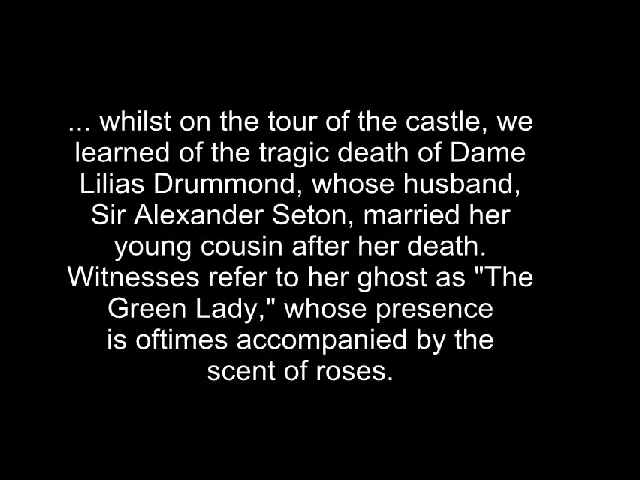 ... whilst on the tour of the castle, we
learned of the tragic death of Dame
Lilias Drummond, whose husband,
Sir Alexander Seton, married her
young cousin after her death.
Witnesses refer to her ghost as "The
Green Lady," whose presence
is oftimes accompanied by the
scent of roses.